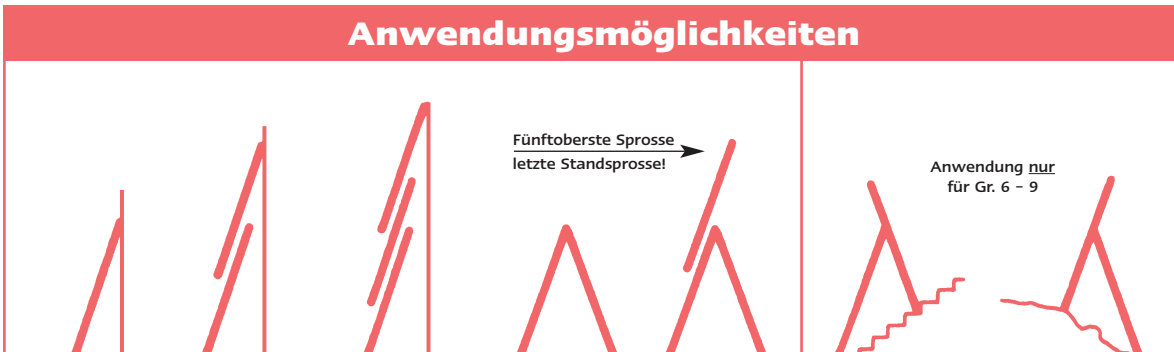 Anwendungsmöglichkeiten
Fünftoberste Sprosse
letzte Standsprosse!
Anwendung nur
für Gr. 6 – 9